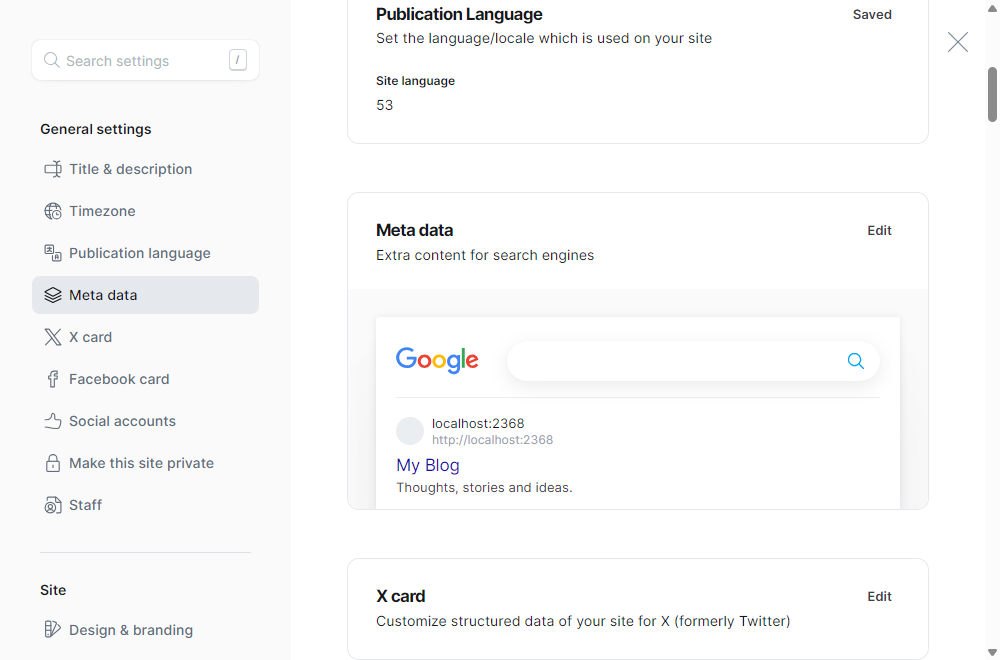 Search settings /
General settings
Title & description
Timezone
Publication language
Meta data
X card
Facebook card
Social accounts
Make this site private
Staff
Site
Design & branding
Publication Language
Saved
Set the language/locale which is used on your site
Site language
53
Meta data
Edit
Extra content for search engines
Google
localhost:2368
http://localhost:2368
My Blog
Thoughts, stories and ideas.
X card
Edit
Customize structured data of your site for X (formerly Twitter)